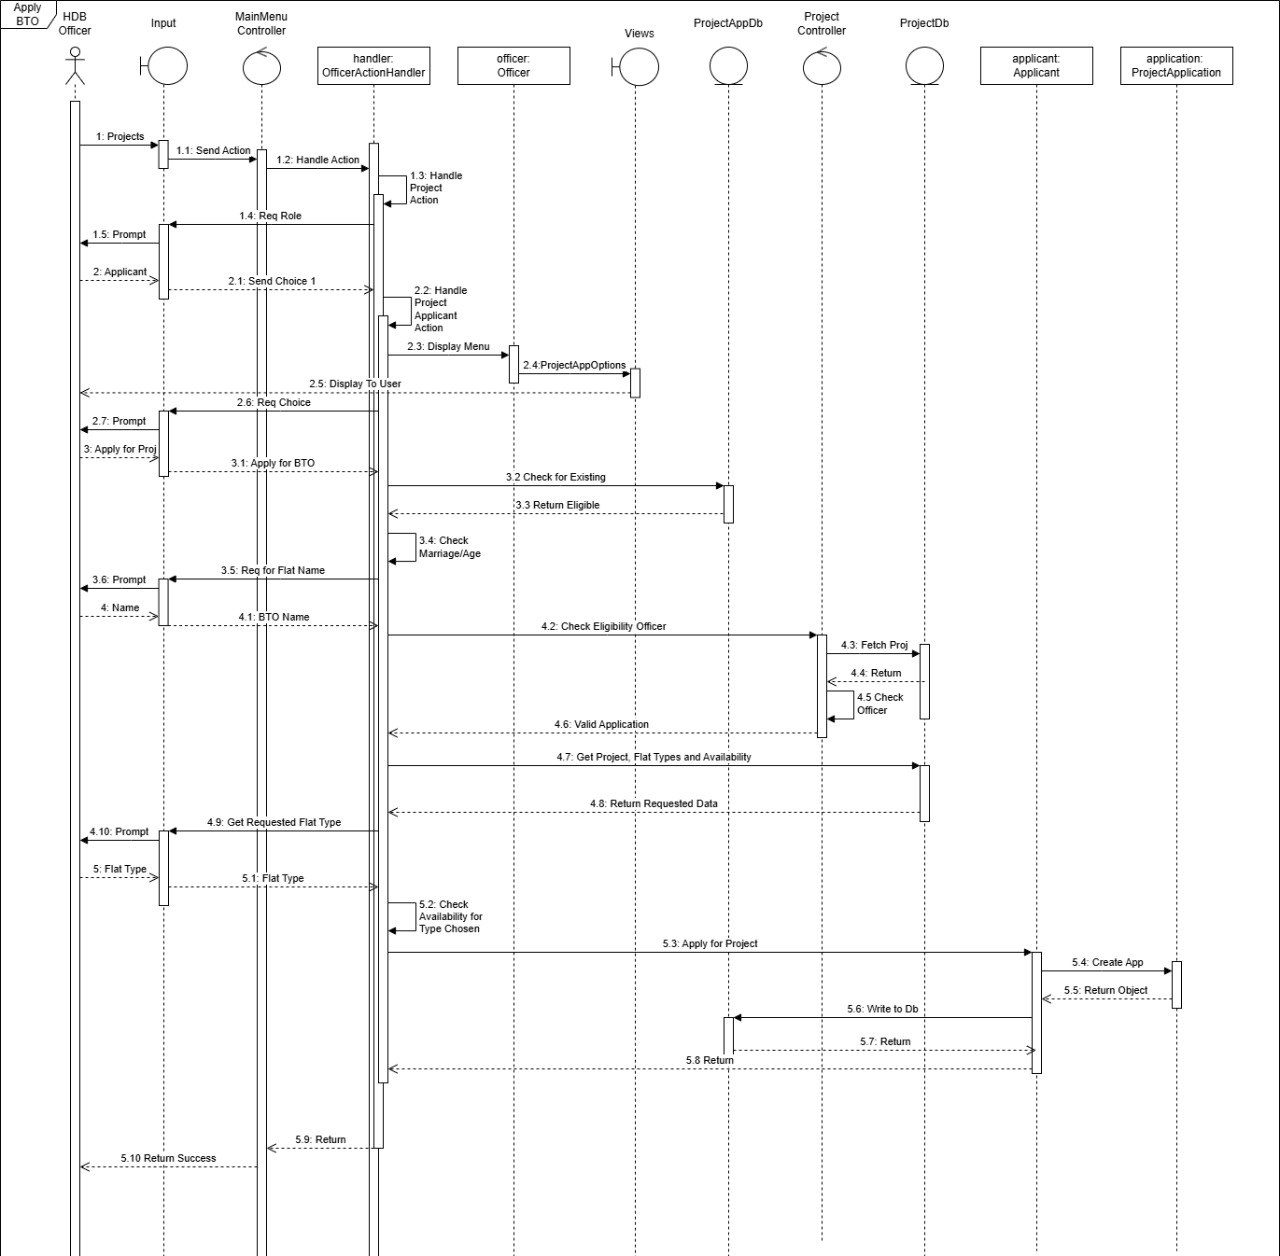 Apply
BTO
HDB
Officer
Input
MainMenu
Controller
handler:
OfficerActionHandler
officer:
Officer
Views
ProjectAppDb
Project
Controller
ProjectDb
applicant:
Applicant
application:
ProjectApplication
1: Projects
1.1: Send Action
1.2: Handle Action
1.3: Handle
Project
Action
1.4: Req Role
1.5: Prompt
2: Applicant
2.1: Send Choice 1
2.2: Handle
Project
Applicant
Action
2.3: Display Menu
2.4:ProjectAppOptions
2.5: Display To User
2.6: Req Choice
2.7: Prompt
3: Apply for Proj
3.1: Apply for BTO
3.2 Check for Existing
3.3 Return Eligible
3.4: Check
Marriage/Age
3.5: Req for Flat Name
3.6: Prompt
4: Name
4.1: BTO Name
4.2: Check Eligibility Officer
4.3: Fetch Proj
4.4: Return
4.5 Check
Officer
4.6: Valid Application
4.7: Get Project, Flat Types and Availability
4.8: Return Requested Data
4.9: Get Requested Flat Type
4.10: Prompt
5: Flat Type
5.1: Flat Type
5.2: Check
Availability for
Type Chosen
5.3: Apply for Project
5.4: Create App
5.5: Return Object
5.6: Write to Db
5.7: Return
5.8 Return
5.9: Return
5.10 Return Success